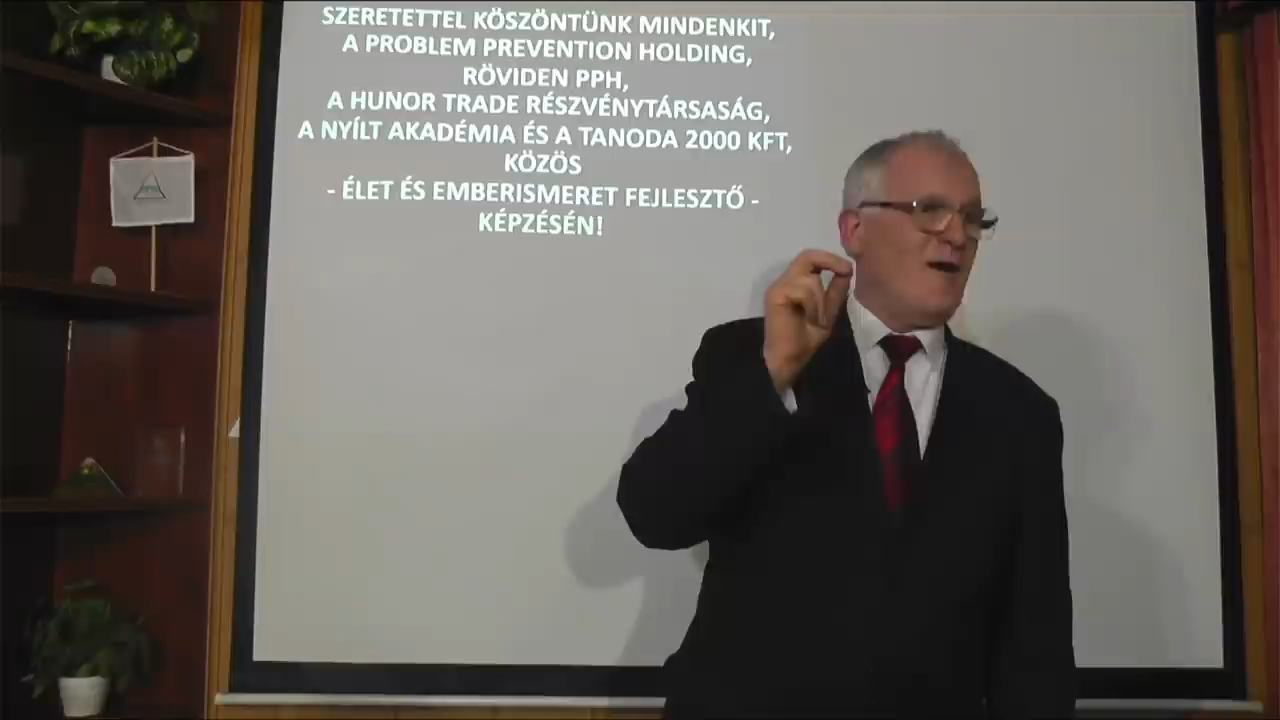 SZERETETTEL KÖSZÖNTÜNK MINDENKIT,
A PROBLEM PREVENTION HOLDING,
RÖVIDEN PPH,
A HUNOR TRADE RÉSZVÉNYTÁRSASÁG,
A NYÍLT AKADÉMIA ÉS A TANODA 2000 KFT,
KÖZÖS
- ÉLET ÉS EMBERISMERET FEJLESZTŐ -
KÉPZÉSÉN!